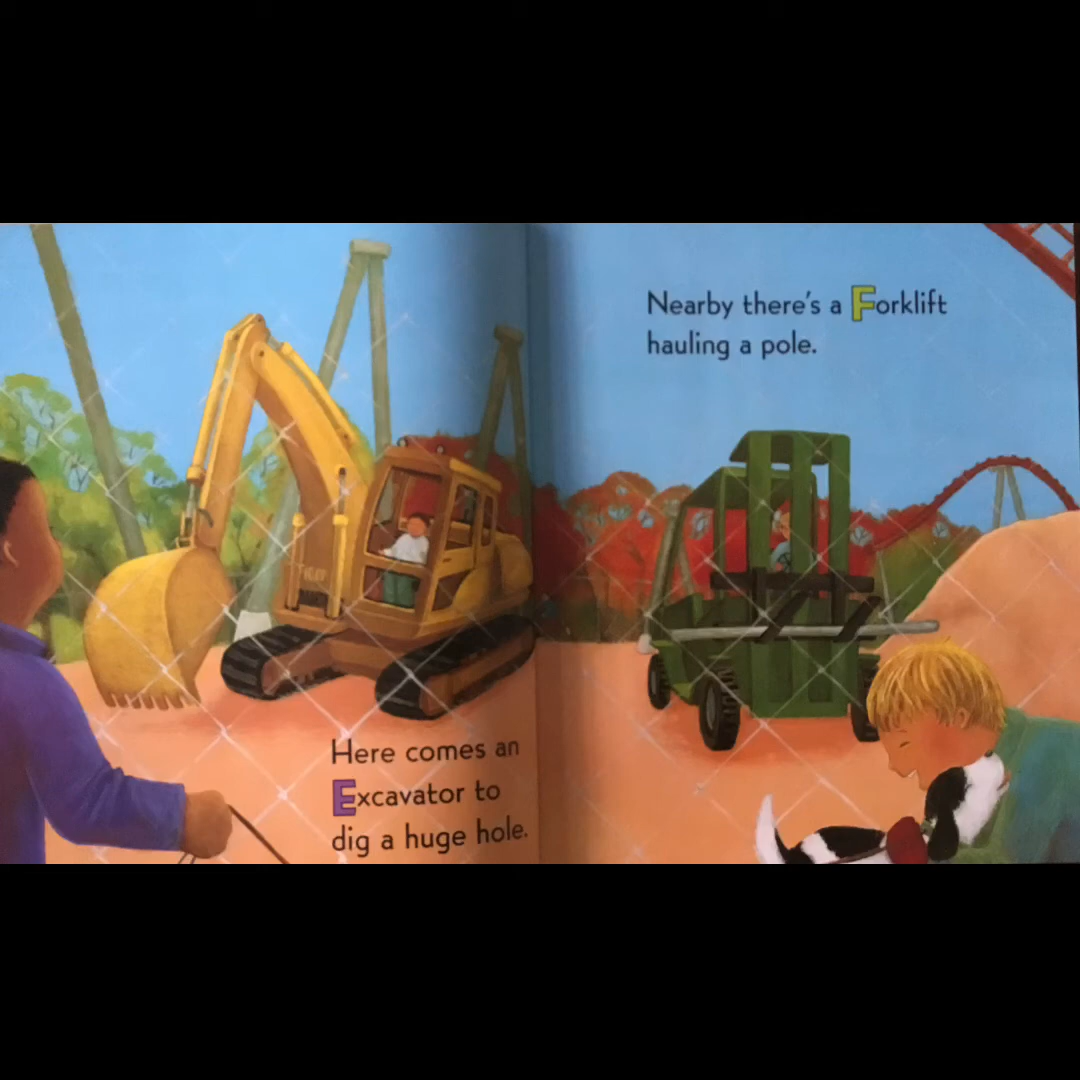 Here comes an
Excavator to
dig a huge hole.
Nearby there's a Forklift
hauling a pole.